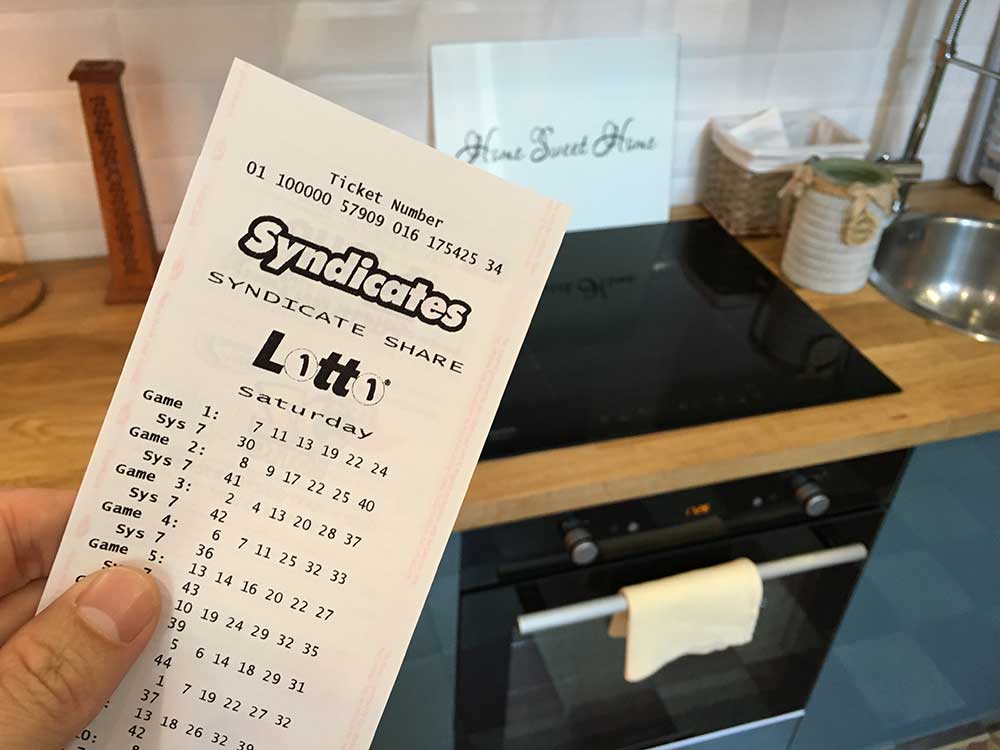 Ticket Number
01 100000 57909 016 175425 34
Syndicates
SYNDICATE SHARE
Lotto
Saturday
Game 1: 7 11 13 19 22 24
Sys 7 30
Game 2: 8 9 17 22 25 40
Sys 7 41
Game 3: 2 4 13 20 28 37
Sys 7 42
Game 4: 6 7 11 25 32 33
Sys 7 36
Game 5: 13 14 16 20 22 27
43
10 19 24 29 32 35
39
5 6 14 18 29 31
44
1 7 19 22 27 32
37
13 18 26 32
42
Home Sweet Home